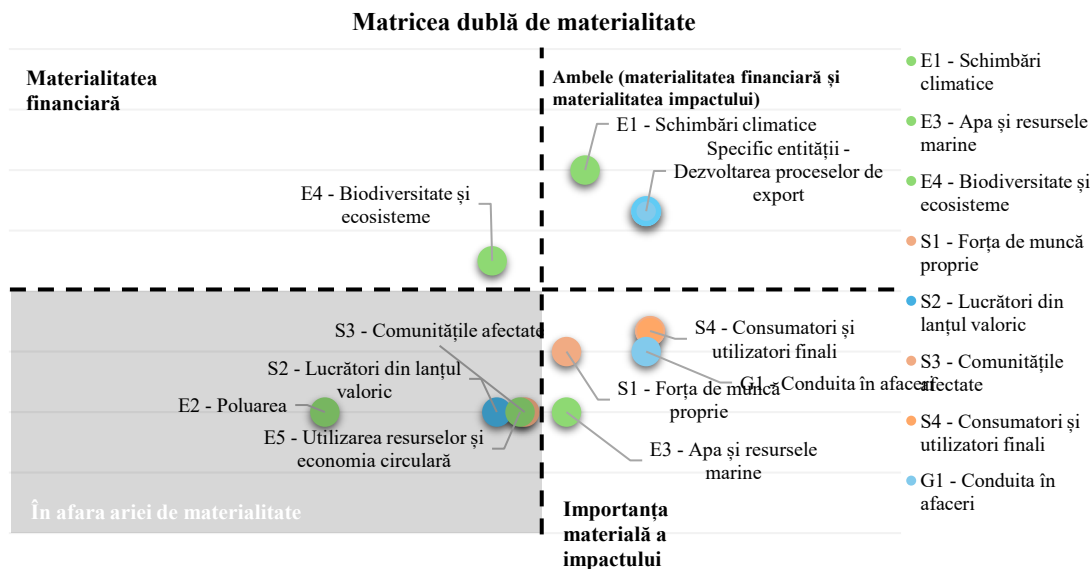 Matricea dublă de materialitate
Materialitatea
financiară
Ambele (materialitatea financiară și
materialitatea impactului)
E1 - Schimbări climatice
Specific entității -
Dezvoltarea proceselor de
export
E4 - Biodiversitate și
ecosisteme
S3 - Comunitățile afectate
S2 - Lucrători din lanțul
valoric
E2 - Poluarea
E5 - Utilizarea resurselor și
economia circulară
S4 - Consumatori și
utilizatori finali
G1 - Conduita în afaceri
S1 - Forța de muncă
proprie
E3 - Apa și resursele
marine
În afara ariei de materialitate
Importanța
materială a
impactului
E1 - Schimbări
climatice
E3 - Apa și resursele
marine
E4 - Biodiversitate și
ecosisteme
S1 - Forța de muncă
proprie
S2 - Lucrători din
lanțul valoric
S3 - Comunitățile
afectate
S4 - Consumatori și
utilizatori finali
G1 - Conduita în
afaceri